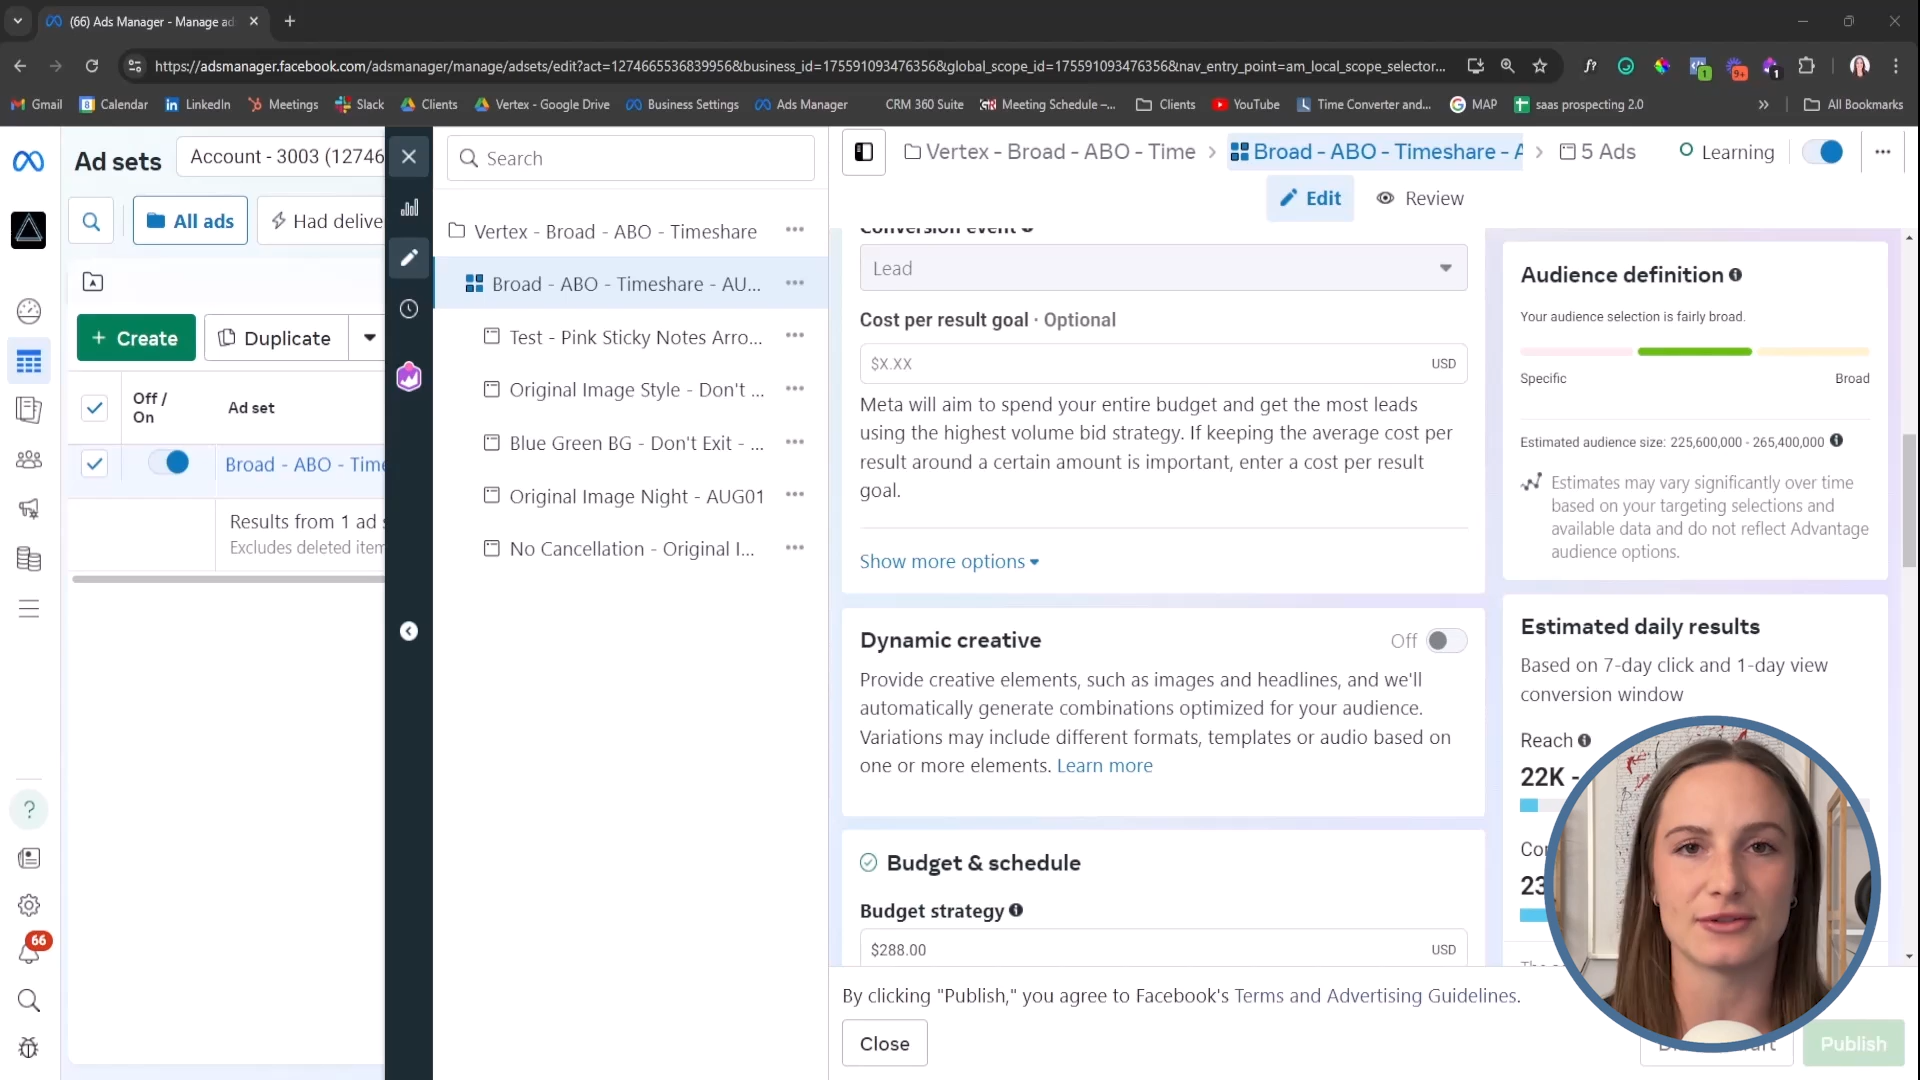 (66) Ads Manager - Manage ad
https://adsmanager.facebook.com/adsmanager/manage/adsets/edit?act=1274665536839956&business_id=175591093476356&global_scope_id=175591093476356&nav_entry_point=am_local_scope_selector...
Gmail
Calendar
LinkedIn
Meetings
Slack
Clients
Vertex - Google Drive
Business Settings
Ads Manager
CRM 360 Suite
Meeting Schedule –...
Clients
YouTube
Time Converter and...
MAP
saas prospecting 2.0
All Bookmarks
Ad sets
Account - 3003 (12746
All ads
Had delive
+ Create
Duplicate
Off / On
Ad set
Broad - ABO - Time
Results from 1 ad s
Excludes deleted item
66
Search
Vertex - Broad - ABO - Timeshare
Broad - ABO - Timeshare - AU...
Test - Pink Sticky Notes Arro...
Original Image Style - Don't ...
Blue Green BG - Don't Exit - ...
Original Image Night - AUG01
No Cancellation - Original I...
Vertex - Broad - ABO - Time
Broad - ABO - Timeshare - A
5 Ads
Learning
Edit
Review
Conversion event
Lead
Cost per result goal · Optional
$X.XX
USD
Meta will aim to spend your entire budget and get the most leads
using the highest volume bid strategy. If keeping the average cost per
result around a certain amount is important, enter a cost per result
goal.
Show more options
Dynamic creative
Off
Provide creative elements, such as images and headlines, and we'll
automatically generate combinations optimized for your audience.
Variations may include different formats, templates or audio based on
one or more elements. Learn more
Budget & schedule
Budget strategy
$288.00
USD
By clicking "Publish," you agree to Facebook's Terms and Advertising Guidelines.
Close
Publish
Audience definition
Your audience selection is fairly broad.
Specific
Broad
Estimated audience size: 225,600,000 - 265,400,000
Estimates may vary significantly over time
based on your targeting selections and
available data and do not reflect Advantage
audience options.
Estimated daily results
Based on 7-day click and 1-day view
conversion window
Reach
22K -
Co
23